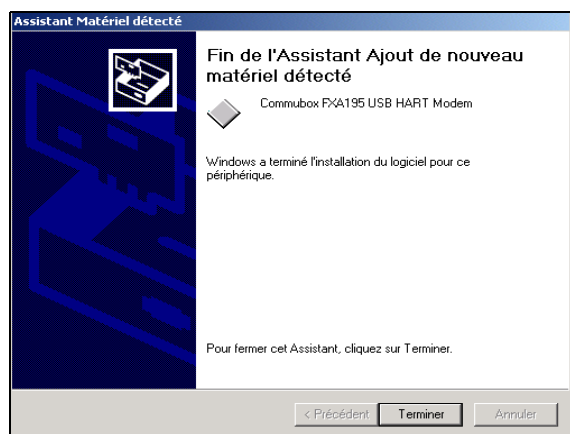 Assistant Matériel détecté
Fin de l'Assistant Ajout de nouveau
matériel détecté
Commubox FXA195 USB HART Modem
Windows a terminé l'installation du logiciel pour ce
périphérique.
Pour fermer cet Assistant, cliquez sur Terminer.
< Précédent
Terminer
Annuler